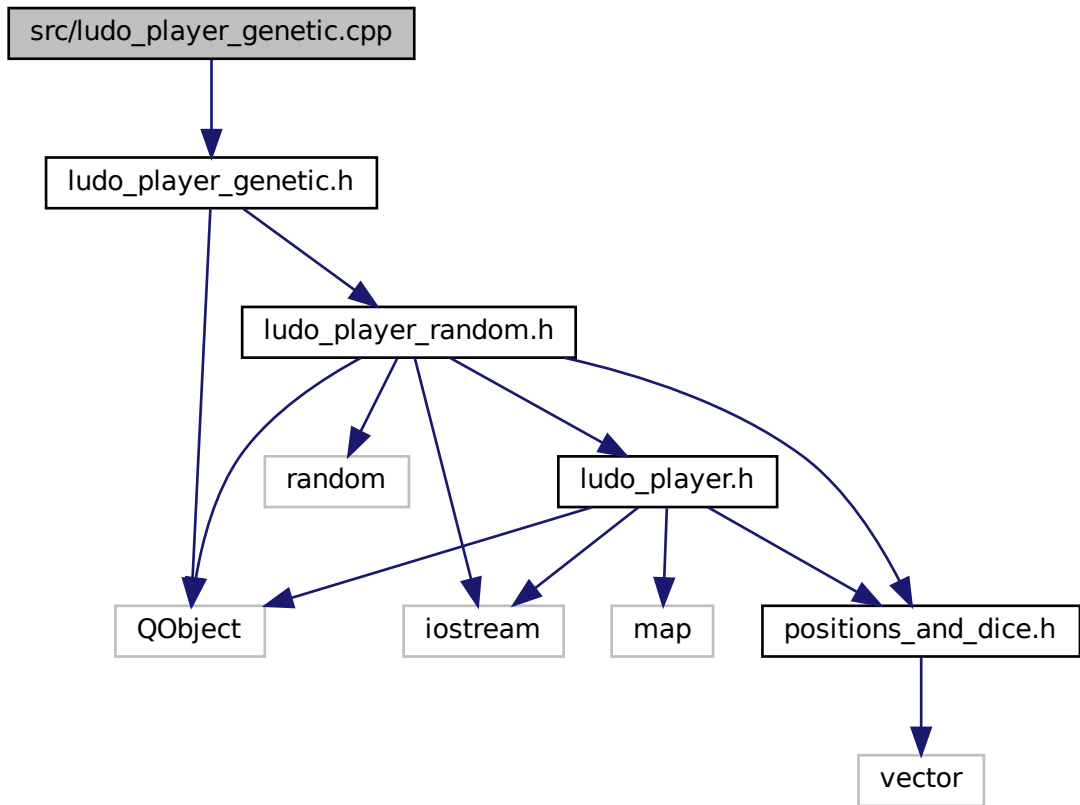 src/ludo_player_genetic.cpp
ludo_player_genetic.h
ludo_player_random.h
random
ludo_player.h
QObject
iostream
map
positions_and_dice.h
vector